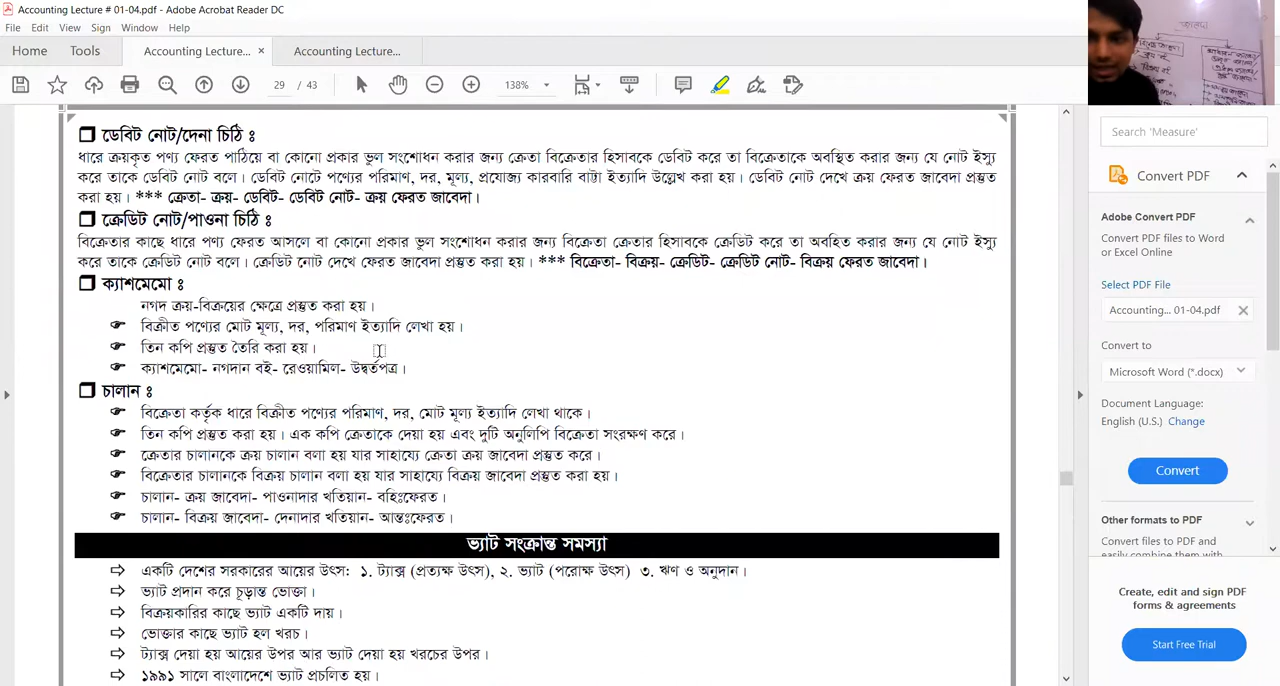 Accounting Lecture # 01-04.pdf - Adobe Acrobat Reader DC
File Edit View Sign Window Help
Home Tools Accounting Lecture... × Accounting Lecture...
29 / 43 138%
ডেবিট নোট/দেনা চিঠি ঃ
ধারে ক্রয়কৃত পণ্য ফেরত পাঠিয়ে বা কোনো প্রকার ভুল সংশোধন করার জন্য ক্রেতা বিক্রেতার হিসাবকে ডেবিট করে তা বিক্রেতাকে অবস্থিত করার জন্য যে নোট ইস্যু
করে তাকে ডেবিট নোট বলে। ডেবিট নোটে পণ্যের পরিমাণ, দর, মূল্য, প্রযোজ্য কারবারি বাটা ইত্যাদি উল্লেখ করা হয়। ডেবিট নোট দেখে ক্রয় ফেরত জাবেদা প্রস্তুত
করা হয়। *** ক্রেতা- ক্রয়- ডেবিট- ডেবিট নোট- ক্রয় ফেরত জাবেদা।
ক্রেডিট নোট/পাওনা চিঠি ঃ
বিক্রেতার কাছে ধারে পণ্য ফেরত আসলে বা কোনো প্রকার ভুল সংশোধন করার জন্য বিক্রেতা ক্রেতার হিসাবকে ক্রেডিট করে তা অবহিত করার জন্য যে নোট ইস্যু
করে তাকে ক্রেডিট নোট বলে। ক্রেডিট নোট দেখে ফেরত জাবেদা প্রস্তুত করা হয়। *** বিক্রেতা- বিক্রয়- ক্রেডিট- ক্রেডিট নোট- বিক্রয় ফেরত জাবেদা।
ক্যাশমেমো ঃ
নগদ ক্রয়-বিক্রয়ের ক্ষেত্রে প্রস্তুত করা হয়।
বিক্রীত পণ্যের মোট মূল্য, দর, পরিমাণ ইত্যাদি লেখা হয়।
তিন কপি প্রস্তুত তৈরি করা হয়।
ক্যাশমেমো- নগদান বই- রেওয়ামিল- উদ্বর্তপত্র।
চালান ঃ
বিক্রেতা কর্তৃক ধারে বিক্রীত পণ্যের পরিমাণ, দর, মোট মূল্য ইত্যাদি লেখা থাকে।
তিন কপি প্রস্তুত করা হয়। এক কপি ক্রেতাকে দেয়া হয় এবং দুটি অনুলিপি বিক্রেতা সংরক্ষণ করে।
ক্রেতার চালানকে ক্রয় চালান বলা হয় যার সাহায্যে ক্রেতা ক্রয় জাবেদা প্রস্তুত করে।
বিক্রেতার চালানকে বিক্রয় চালান বলা হয় যার সাহায্যে বিক্রয় জাবেদা প্রস্তুত করা হয়।
চালান- ক্রয় জাবেদা- পাওনাদার খতিয়ান- বহিঃফেরত।
চালান- বিক্রয় জাবেদা- দেনাদার খতিয়ান- আন্তঃফেরত।
ভ্যাট সংক্রান্ত সমস্যা
একটি দেশের সরকারের আয়ের উৎস: ১. ট্যাক্স (প্রত্যক্ষ উৎস), ২. ভ্যাট (পরোক্ষ উৎস) ৩. ঋণ ও অনুদান।
ভ্যাট প্রদান করে চূড়ান্ত ভোক্তা।
বিক্রয়কারির কাছে ভ্যাট একটি দায়।
ভোক্তার কাছে ভ্যাট হল খরচ।
ট্যাক্স দেয়া হয় আয়ের উপর আর ভ্যাট দেয়া হয় খরচের উপর।
১৯৯১ সালে বাংলাদেশে ভ্যাট প্রচলিত হয়।
Search 'Measure'
Convert PDF
Adobe Convert PDF
Convert PDF files to Word
or Excel Online
Select PDF File
Accounting... 01-04.pdf ×
Convert to
Microsoft Word (*.docx)
Document Language:
English (U.S.) Change
Convert
Other formats to PDF
Convert files to PDF and
easily combine them with
Create, edit and sign PDF
forms & agreements
Start Free Trial